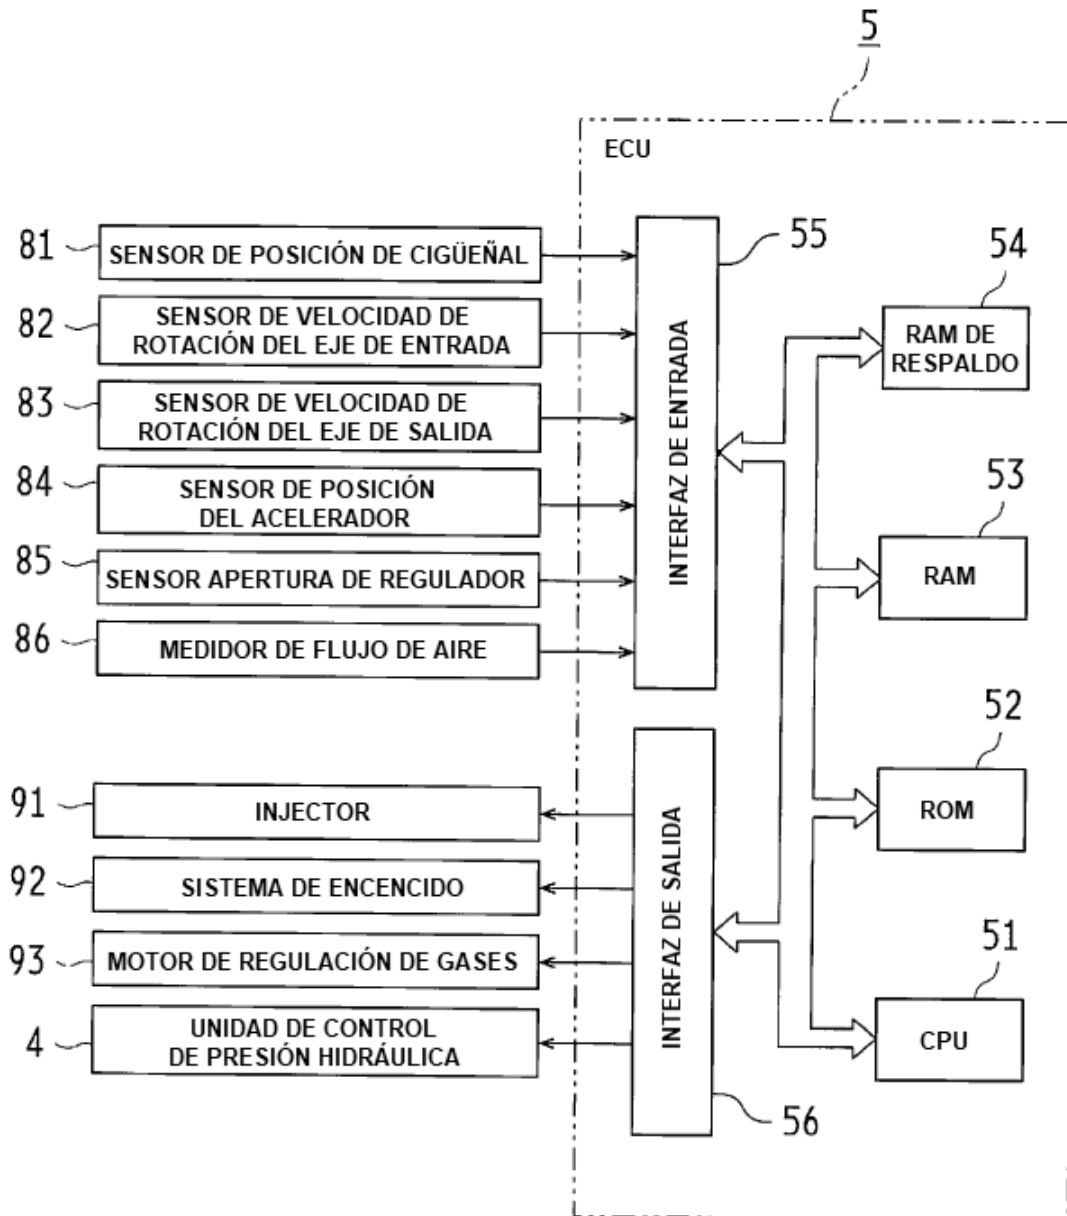 5
ECU
81
SENSOR DE POSICIÓN DE CIGÜEÑAL
82
SENSOR DE VELOCIDAD DE
ROTACIÓN DEL EJE DE ENTRADA
83
SENSOR DE VELOCIDAD DE
ROTACIÓN DEL EJE DE SALIDA
84
SENSOR DE POSICIÓN
DEL ACELERADOR
85
SENSOR APERTURA DE REGULADOR
86
MEDIDOR DE FLUJO DE AIRE
INTERFAZ DE ENTRADA
55
54
RAM DE
RESPALDO
53
RAM
52
ROM
51
CPU
91
INJECTOR
92
SISTEMA DE ENCENCIDO
93
MOTOR DE REGULACIÓN DE GASES
4
UNIDAD DE CONTROL
DE PRESIÓN HIDRÁULICA
INTERFAZ DE SALIDA
56